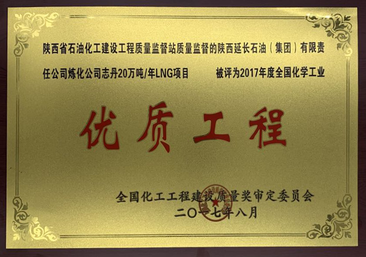 陕西省石油化工建设工程质量监督站质量监督的陕西延长石油（集团）有限责
任公司炼化公司志丹20万吨/年LNG项目 被评为2017年度全国化学工业
优质工程
全国化工工程建设质量奖审定委员会
二〇一七年八月